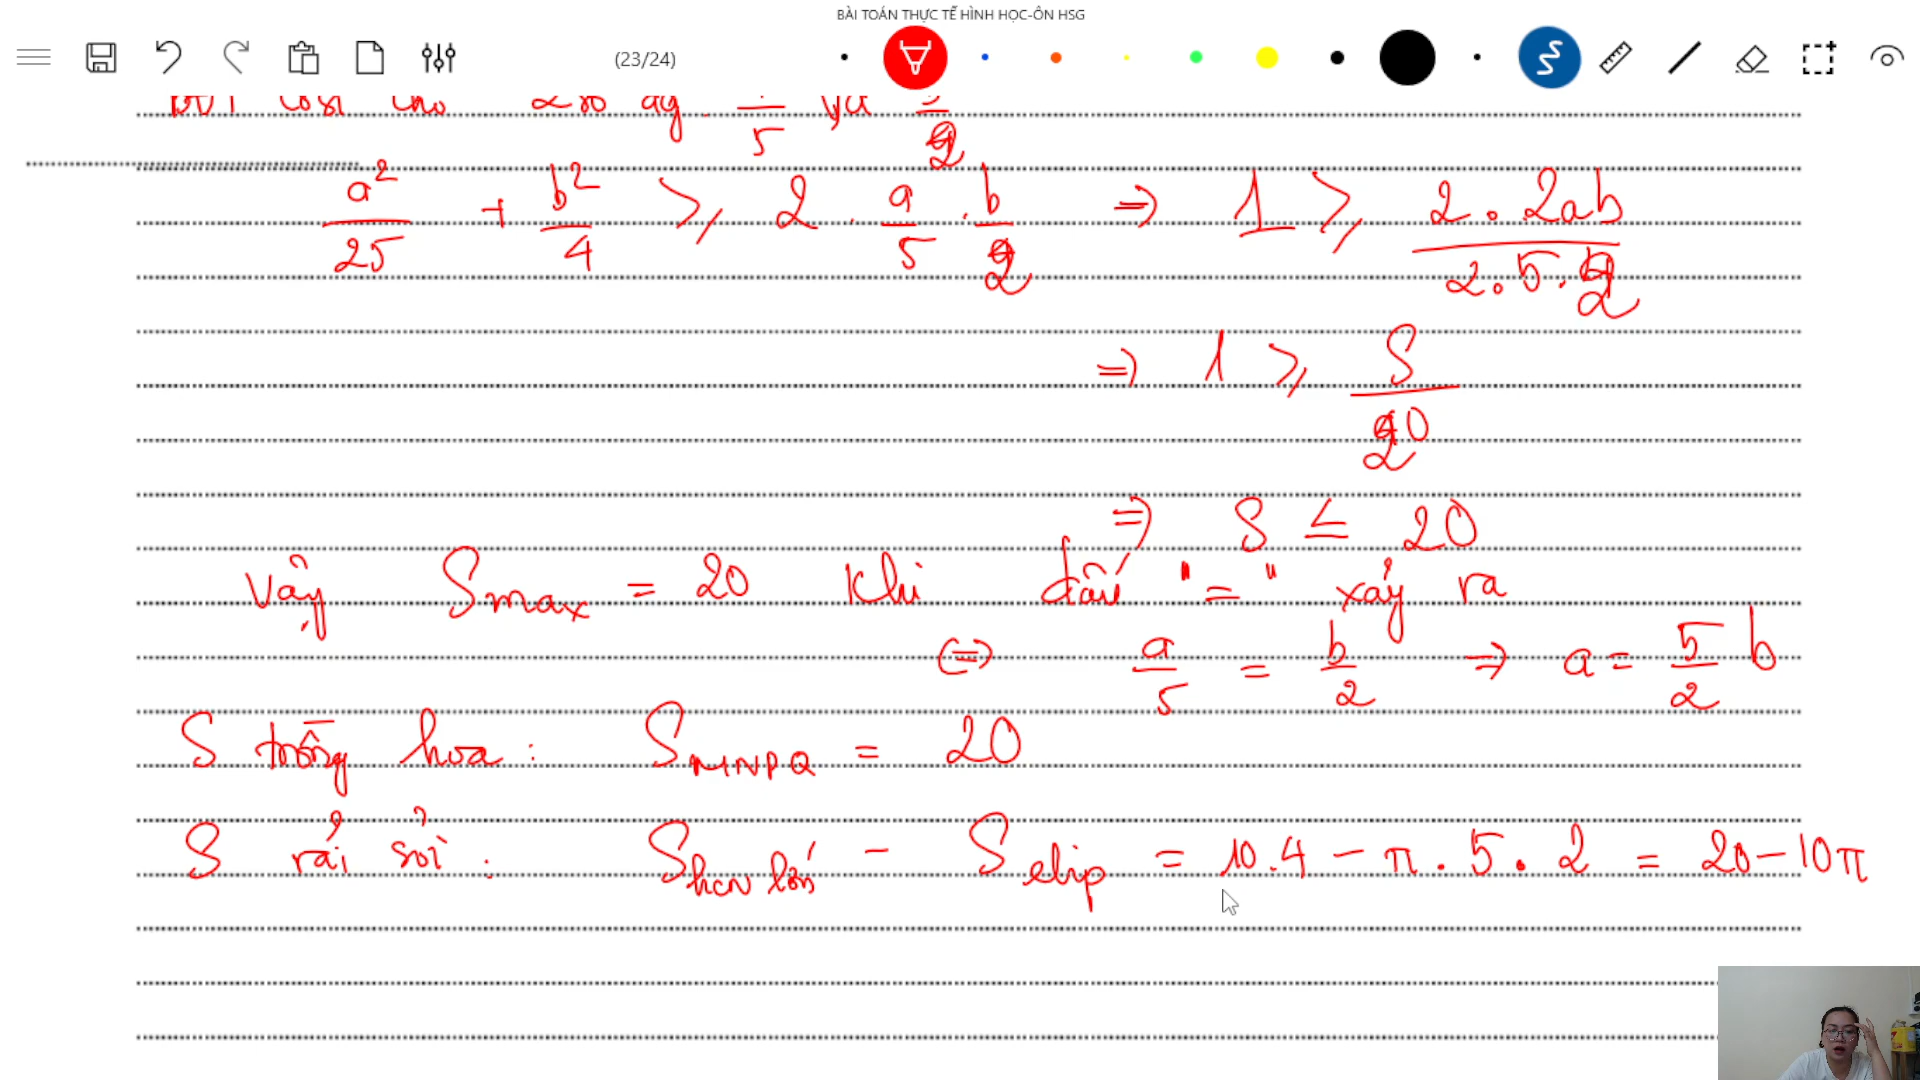 BÀI TOÁN THỰC TẾ HÌNH HỌC-ÔN HSG
(23/24)
a²/25 + b²/4 ⩾ 2 . a/5 . b/2 => 1 ⩾ 2.2ab/2.5.2
=> 1 ⩾ S/20
=> S ≤ 20
Vậy Smax = 20 Khi dấu "=" xảy ra
<=> a/5 = b/2 => a = 5/2 b
S trồng hoa : S MNPQ = 20
S rải sỏi : S hcn lớn - S elip = 10.4 - π.5.2 = 20-10π